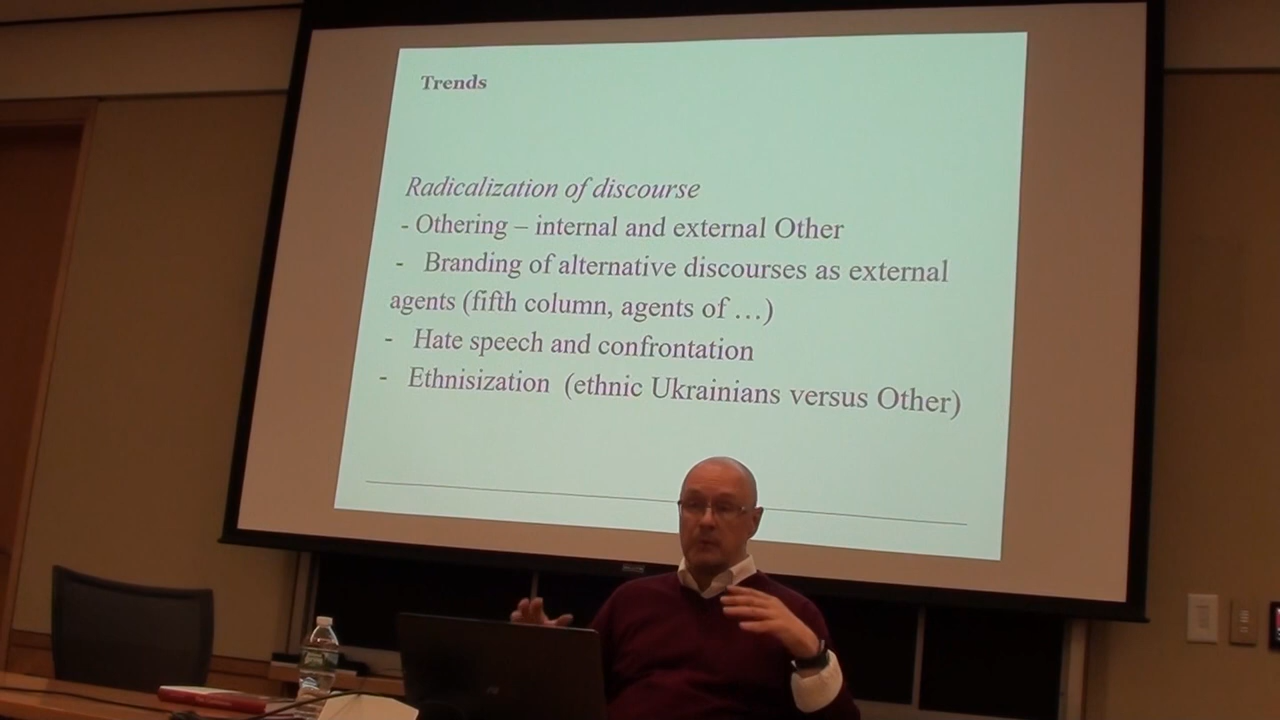 Trends
Radicalization of discourse
- Othering – internal and external Other
- Branding of alternative discourses as external
agents (fifth column, agents of …)
- Hate speech and confrontation
- Ethnisization (ethnic Ukrainians versus Other)